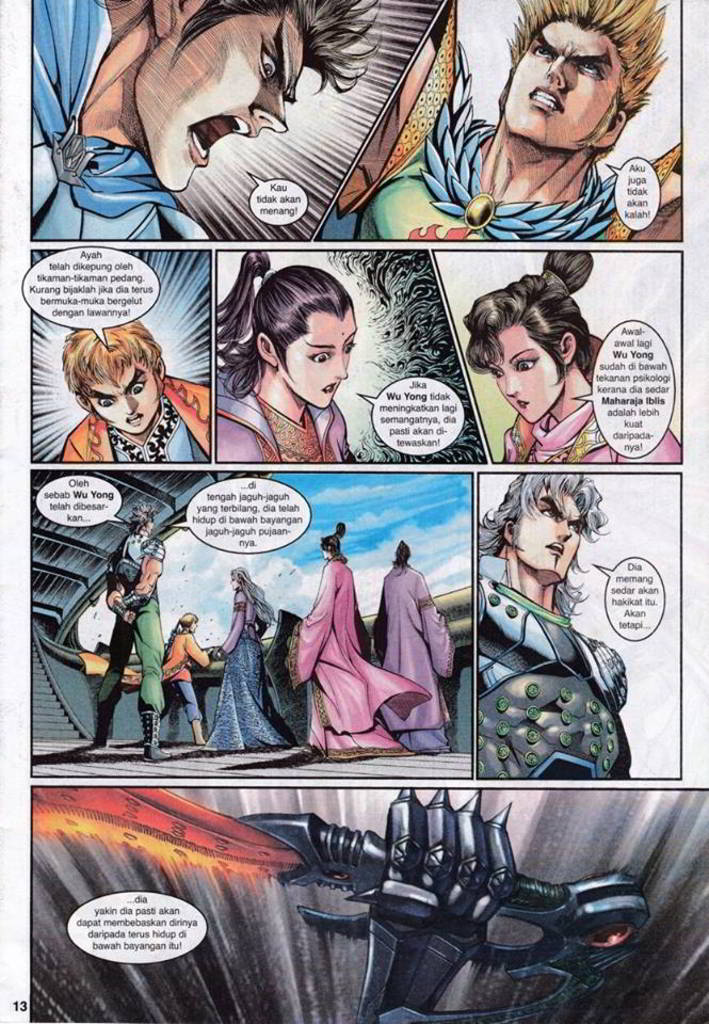 Kau
tidak akan
menang!
Aku
juga
tidak
akan
kalah!
Ayah
telah dikepung oleh
tikaman-tikaman pedang.
Kurang bijaklah jika dia terus
bermuka-muka bergelut
dengan lawannya!
Jika
Wu Yong tidak
meningkatkan lagi
semangatnya, dia
pasti akan di-
tewaskan!
Awal-
awal lagi
Wu Yong
sudah di bawah
tekanan psikologi
kerana dia sedar
Maharaja Iblis
adalah lebih
kuat
daripada-
nya!
Oleh
sebab Wu Yong
telah dibesar-
kan...
...di
tengah jaguh-jaguh
yang terbilang, dia telah
hidup di bawah bayangan
jaguh-jaguh pujaan-
nya.
Dia
memang
sedar akan
hakikat itu.
Akan
tetapi...
...dia
yakin dia pasti akan
dapat membebaskan dirinya
daripada terus hidup di
bawah bayangan itu!
13